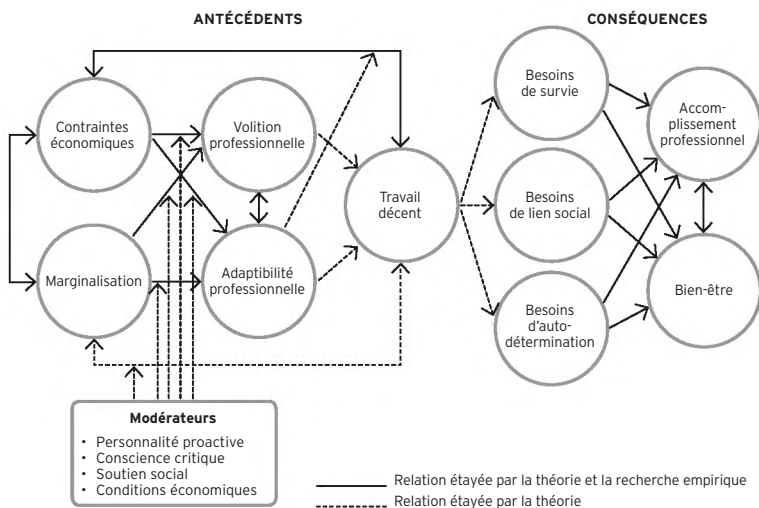 ANTÉCÉDENTS
CONSÉQUENCES
Contraintes
économiques
Volition
professionnelle
Marginalisation
Adaptibilité
professionnelle
Travail
décent
Besoins
de survie
Besoins
de lien social
Besoins
d'auto-
détermination
Accom-
plissement
professionnel
Bien-être
Modérateurs
· Personnalité proactive
· Conscience critique
· Soutien social
· Conditions économiques
Relation étayée par la théorie et la recherche empirique
Relation étayée par la théorie